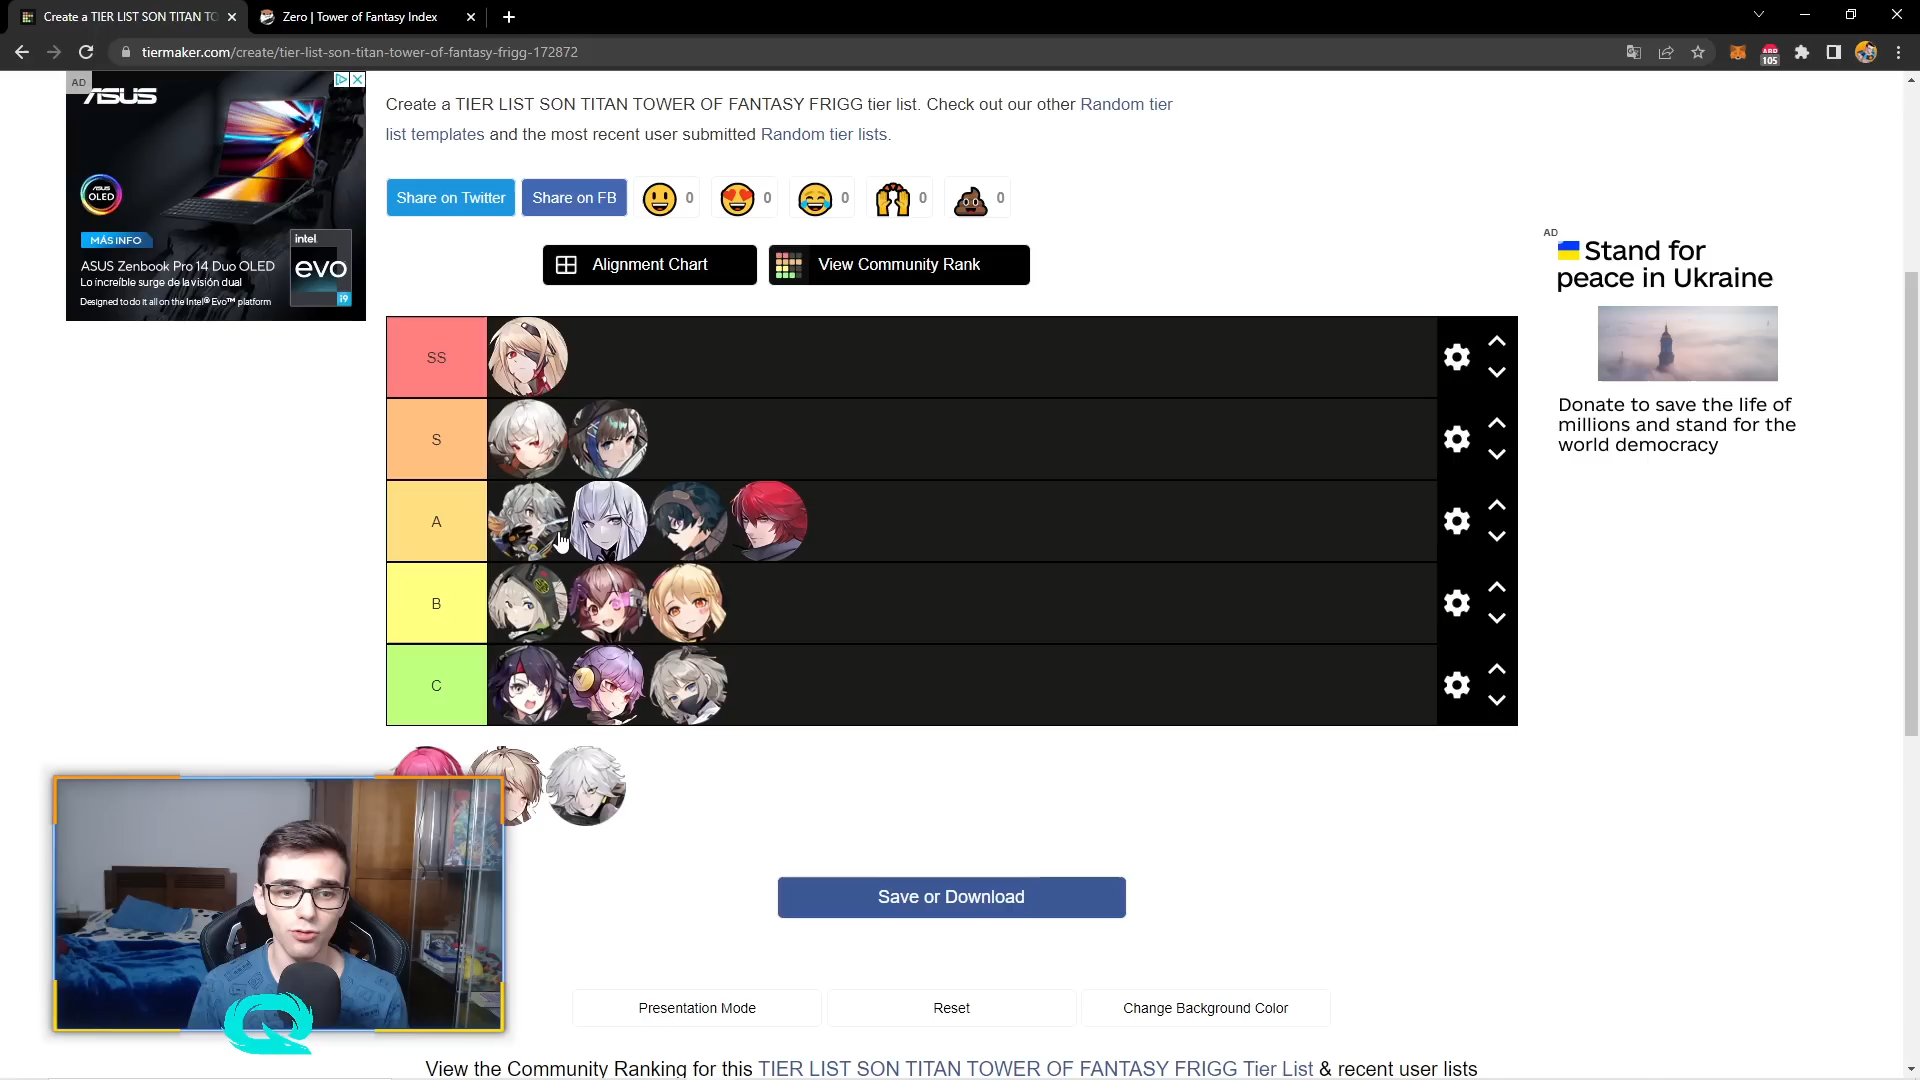 Create a TIER LIST SON TITAN TO
Zero | Tower of Fantasy Index
tiermaker.com/create/tier-list-son-titan-tower-of-fantasy-frigg-172872
ABP
105
AD
ASUS
ASUS
OLED
MÁS INFO
ASUS Zenbook Pro 14 Duo OLED
Lo increíble surge de la visión dual
Designed to do it all on the Intel® Evo™ platform
intel
evo
i9
Create a TIER LIST SON TITAN TOWER OF FANTASY FRIGG tier list. Check out our other Random tier
list templates and the most recent user submitted Random tier lists.
Share on Twitter
Share on FB
0
0
0
0
0
Alignment Chart
View Community Rank
AD
Stand for
peace in Ukraine
Donate to save the life of
millions and stand for the
world democracy
SS
S
A
B
C
Save or Download
Presentation Mode
Reset
Change Background Color
View the Community Ranking for this TIER LIST SON TITAN TOWER OF FANTASY FRIGG Tier List & recent user lists